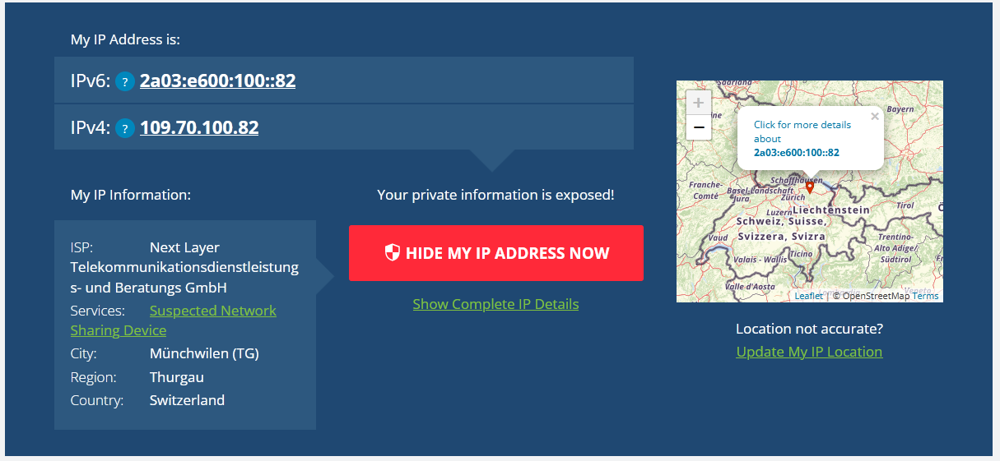 My IP Address is:
IPv6: ? 2a03:e600:100::82
IPv4: ? 109.70.100.82
My IP Information:
ISP: Next Layer
Telekommunikationsdienstleistung
s- und Beratungs GmbH
Services: Suspected Network
Sharing Device
City: Münchwilen (TG)
Region: Thurgau
Country: Switzerland
Your private information is exposed!
HIDE MY IP ADDRESS NOW
Show Complete IP Details
Saarland
+
−
Bayern
×
Click for more details
about
2a03:e600:100::82
Schaffhausen
Franche-
Comté
Basel-Landschaft
Jura
Zürich
Luzern
Liechtenstein
Tirol
Schweiz, Suisse,
Svizzera, Svizra
Vaud
Trentino-
Alto Adige/
Südtirol
Valais - Wallis
Ticino
Valle d'Aosta
Veneto
Leaflet | © OpenStreetMap Terms
Location not accurate?
Update My IP Location